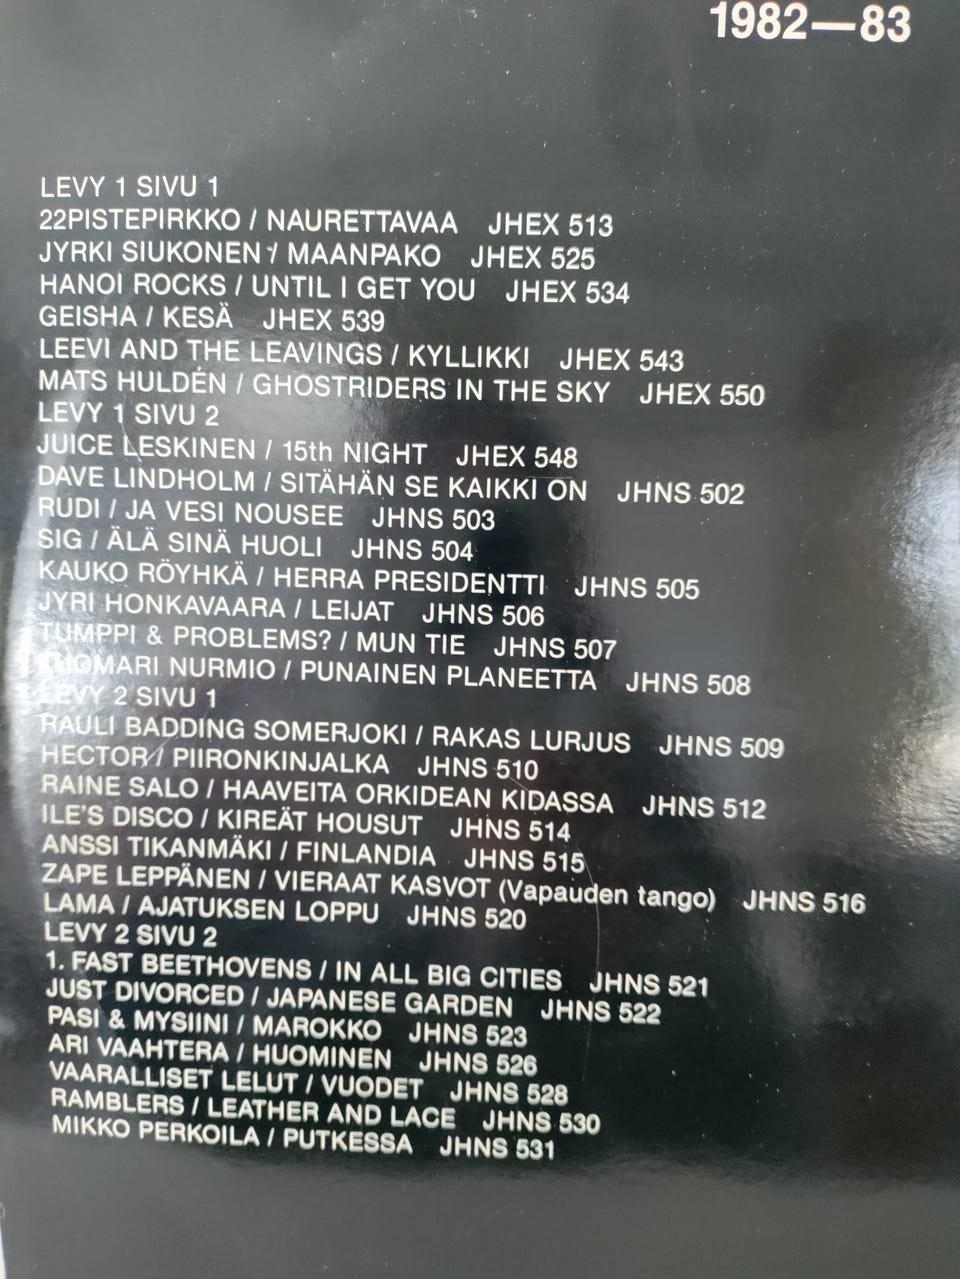 1982—83
LEVY 1 SIVU 1
22PISTEPIRKKO / NAURETTAVAA JHEX 513
JYRKI SIUKONEN / MAANPAKO JHEX 525
HANOI ROCKS / UNTIL I GET YOU JHEX 534
GEISHA / KESÄ JHEX 539
LEEVI AND THE LEAVINGS / KYLLIKKI JHEX 543
MATS HULDÉN / GHOSTRIDERS IN THE SKY JHEX 550
LEVY 1 SIVU 2
JUICE LESKINEN / 15th NIGHT JHEX 548
DAVE LINDHOLM / SITÄHÄN SE KAIKKI ON JHNS 502
RUDI / JA VESI NOUSEE JHNS 503
SIG / ÄLÄ SINÄ HUOLI JHNS 504
KAUKO RÖYHKÄ / HERRA PRESIDENTTI JHNS 505
JYRI HONKAVAARA / LEIJAT JHNS 506
TUMPPI & PROBLEMS? / MUN TIE JHNS 507
TUOMARI NURMIO / PUNAINEN PLANEETTA JHNS 508
LEVY 2 SIVU 1
RAULI BADDING SOMERJOKI / RAKAS LURJUS JHNS 509
HECTOR / PIIRONKINJALKA JHNS 510
RAINE SALO / HAAVEITA ORKIDEAN KIDASSA JHNS 512
ILE'S DISCO / KIREÄT HOUSUT JHNS 514
ANSSI TIKANMÄKI / FINLANDIA JHNS 515
ZAPE LEPPÄNEN / VIERAAT KASVOT (Vapauden tango) JHNS 516
LAMA / AJATUKSEN LOPPU JHNS 520
LEVY 2 SIVU 2
1. FAST BEETHOVENS / IN ALL BIG CITIES JHNS 521
JUST DIVORCED / JAPANESE GARDEN JHNS 522
PASI & MYSIINI / MAROKKO JHNS 523
ARI VAAHTERA / HUOMINEN JHNS 526
VAARALLISET LELUT / VUODET JHNS 528
RAMBLERS / LEATHER AND LACE JHNS 530
MIKKO PERKOILA / PUTKESSA JHNS 531